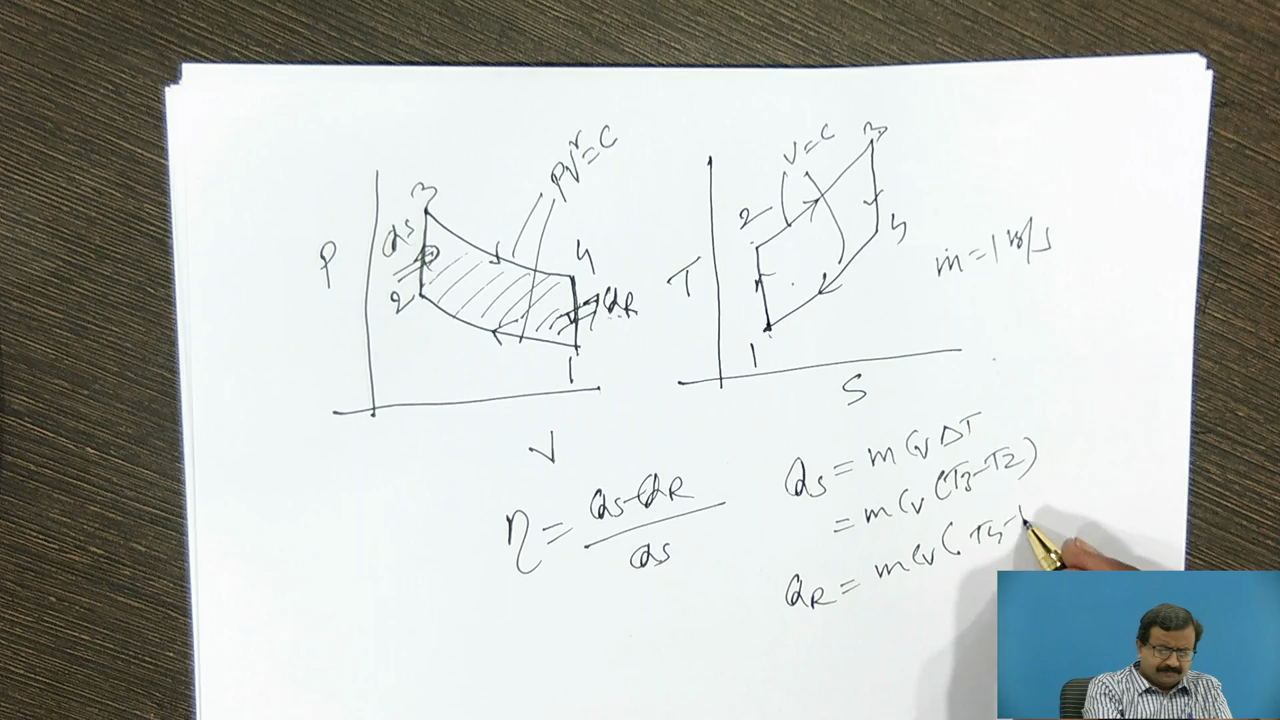 PV^γ = C
3
Qs
P
2
4
QR
1
V
V = C
3
2
T
4
1
S
ṁ = 1 kg/s
η = Qs - QR / Qs
Qs = m Cv ΔT
= m Cv (T3 - T2)
QR = m Cv (T4 -